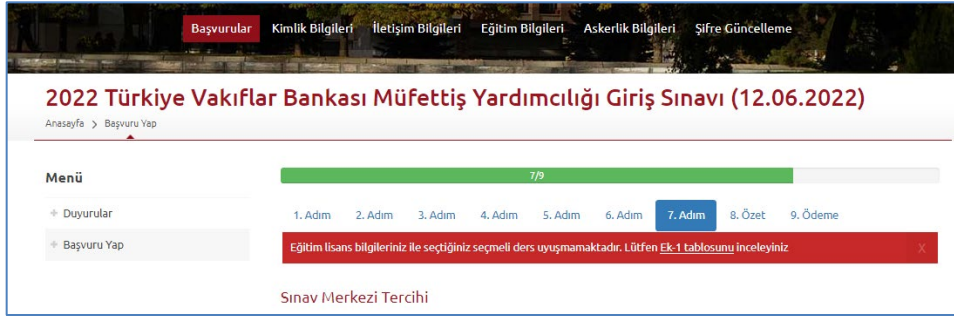 Başvurular Kimlik Bilgileri İletişim Bilgileri Eğitim Bilgileri Askerlik Bilgileri Şifre Güncelleme
2022 Türkiye Vakıflar Bankası Müfettiş Yardımcılığı Giriş Sınavı (12.06.2022)
Anasayfa > Başvuru Yap
Menü
7/9
+ Duyurular
1. Adım 2. Adım 3. Adım 4. Adım 5. Adım 6. Adım 7. Adım 8. Özet 9. Ödeme
+ Başvuru Yap
Eğitim lisans bilgileriniz ile seçtiğiniz seçmeli ders uyuşmamaktadır. Lütfen Ek-1 tablosunu inceleyiniz X
Sınav Merkezi Tercihi